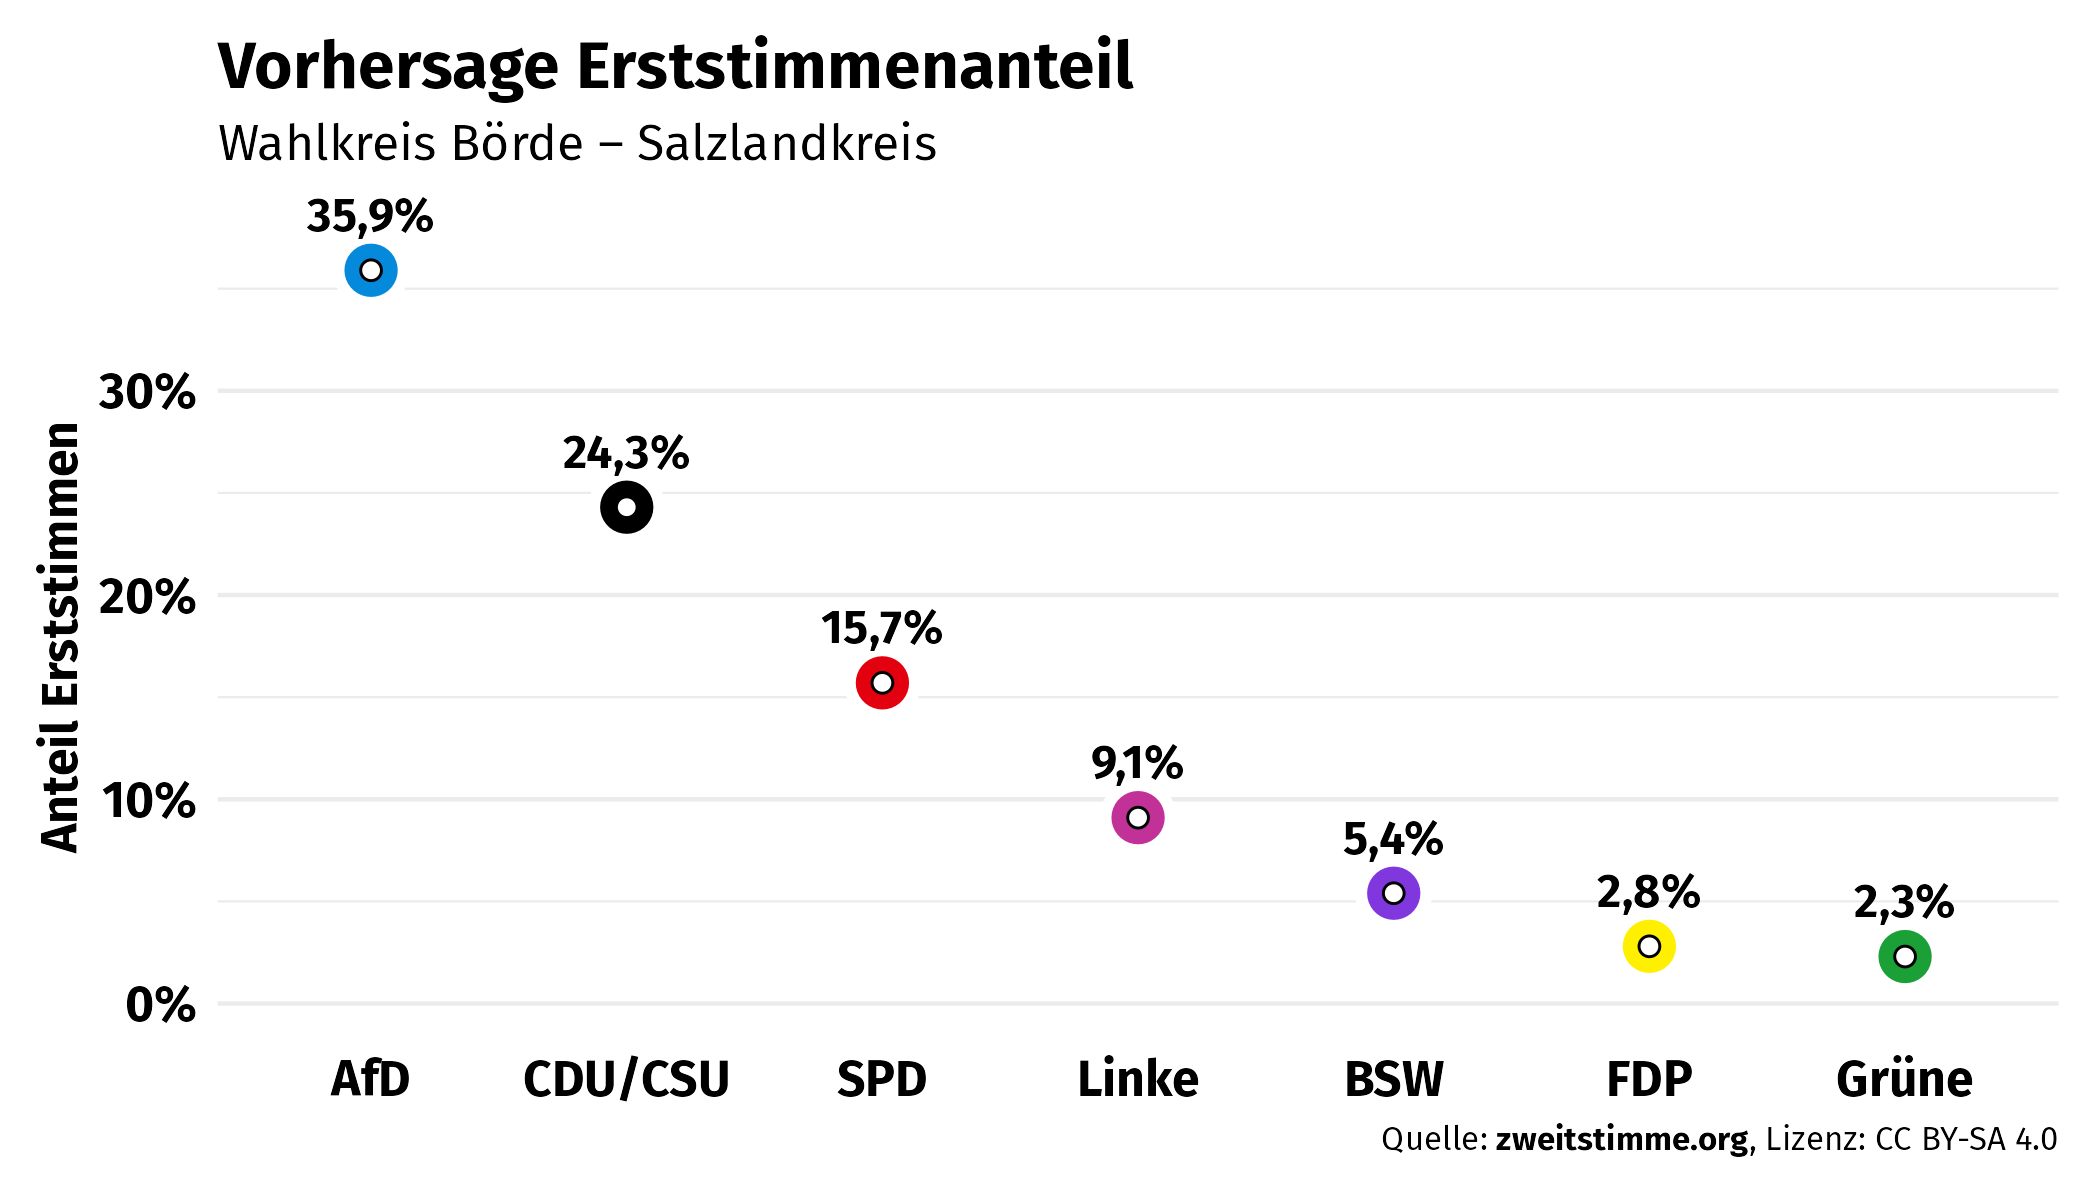 Vorhersage Erststimmenanteil
Wahlkreis Börde – Salzlandkreis
Anteil Erststimmen
30%
20%
10%
0%
35,9%
24,3%
15,7%
9,1%
5,4%
2,8%
2,3%
AfD CDU/CSU SPD Linke BSW FDP Grüne
Quelle: zweitstimme.org, Lizenz: CC BY-SA 4.0